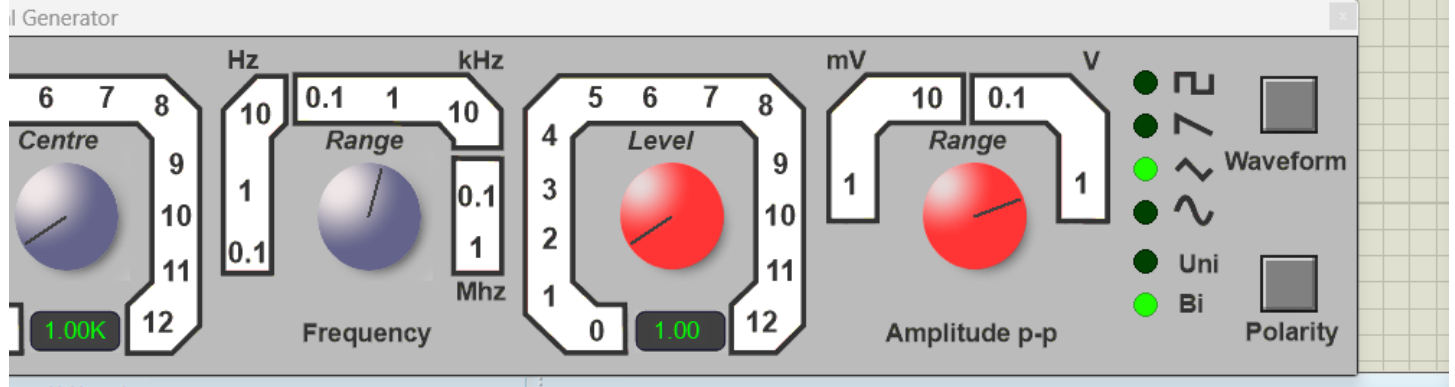 l Generator
Hz kHz mV V
6 7 8
Centre
9
10
11
12
1.00K
10
1
0.1
0.1 1 10
Range
0.1
1
Mhz
Frequency
5 6 7 8
4
3
2
1
0
Level
9
10
11
12
1.00
10 0.1
1 1
Range
Amplitude p-p
Waveform
Uni
Bi
Polarity